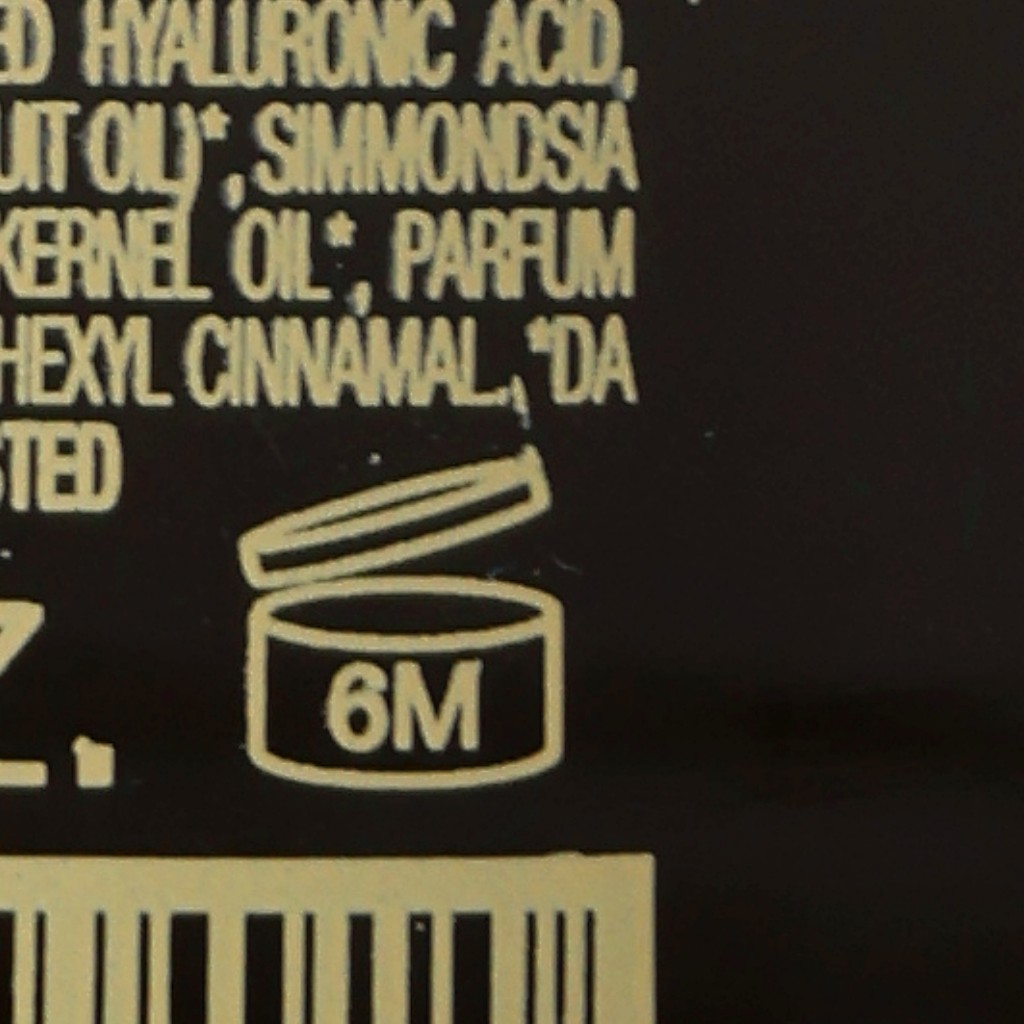 ED HYALURONIC ACID,
UIT OIL)*, SIMMONDSIA
KERNEL OIL*, PARFUM
HEXYL CINNAMAL, *DA
STED
Z.
6M